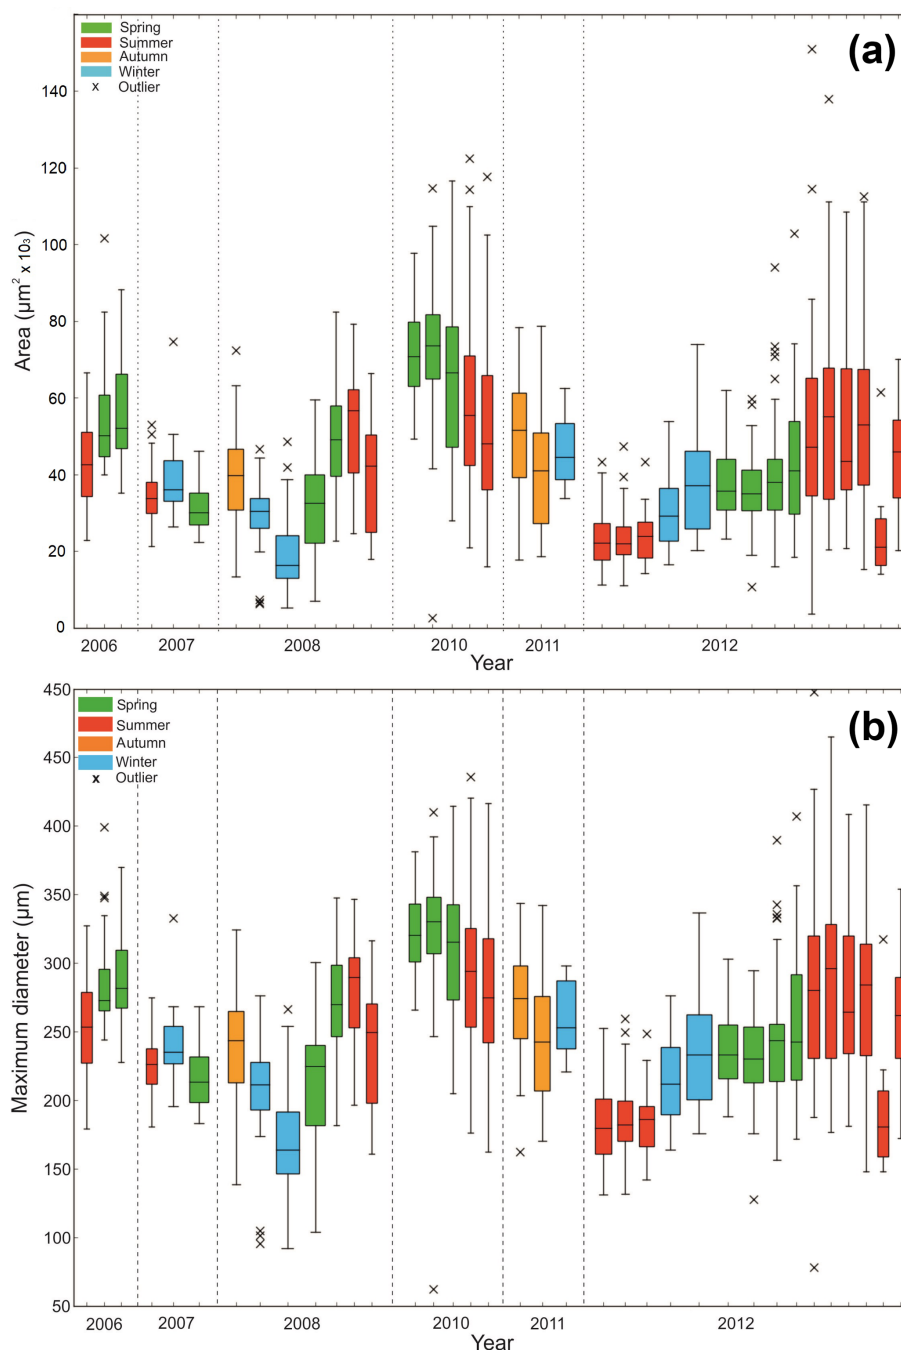 (a)
Spring
Summer
Autumn
Winter
x Outlier
140
120
100
80
60
40
20
0
Area (µm² x 10₃)
2006 2007 2008 2010 2011 2012
Year
(b)
Spring
Summer
Autumn
Winter
x Outlier
450
450
400
350
300
250
200
150
100
50
Maximum diameter (µm)
2006 2007 2008 2010 2011 2012
Year